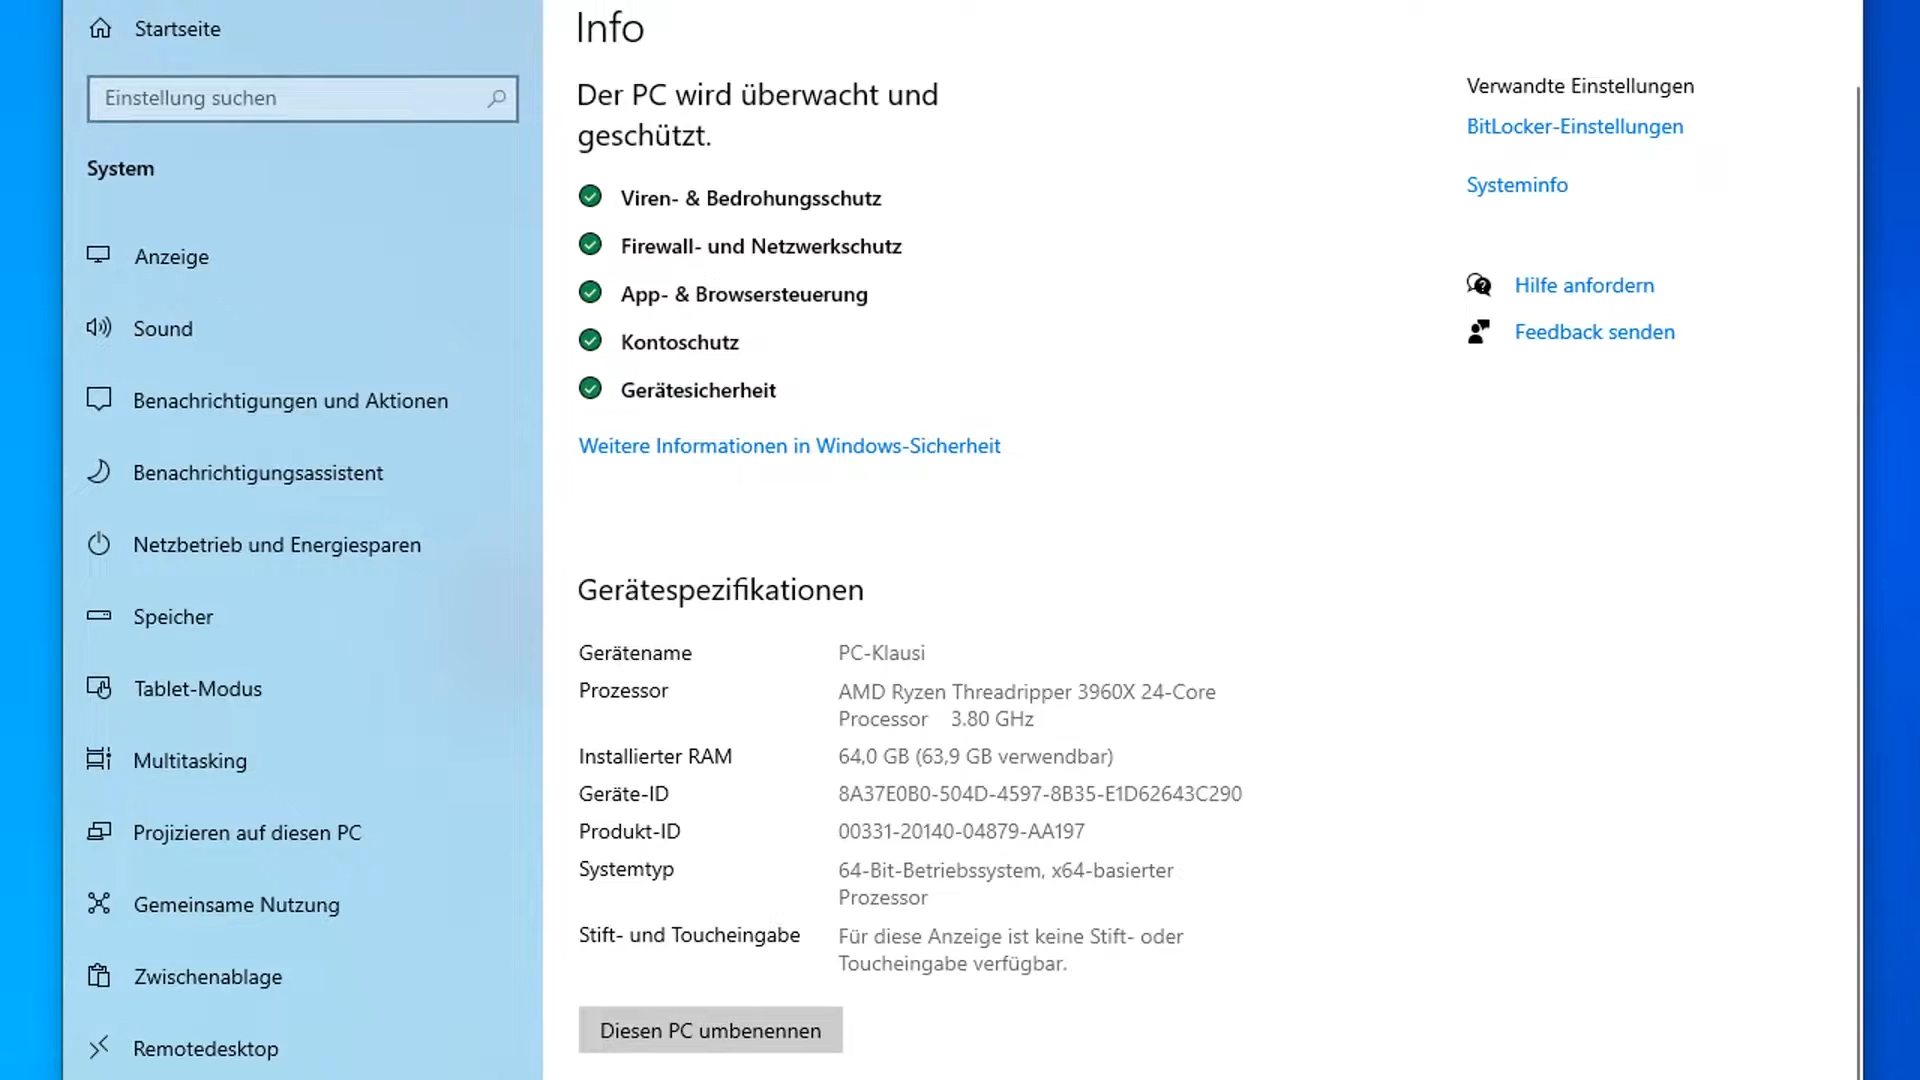 Startseite
Einstellung suchen
System
Anzeige
Sound
Benachrichtigungen und Aktionen
Benachrichtigungsassistent
Netzbetrieb und Energiesparen
Speicher
Tablet-Modus
Multitasking
Projizieren auf diesen PC
Gemeinsame Nutzung
Zwischenablage
Remotedesktop
Info
Der PC wird überwacht und
geschützt.
Viren- & Bedrohungsschutz
Firewall- und Netzwerkschutz
App- & Browsersteuerung
Kontoschutz
Gerätesicherheit
Weitere Informationen in Windows-Sicherheit
Gerätespezifikationen
Gerätename PC-Klausi
Prozessor AMD Ryzen Threadripper 3960X 24-Core
Processor 3.80 GHz
Installierter RAM 64,0 GB (63,9 GB verwendbar)
Geräte-ID 8A37E0B0-504D-4597-8B35-E1D62643C290
Produkt-ID 00331-20140-04879-AA197
Systemtyp 64-Bit-Betriebssystem, x64-basierter
Prozessor
Stift- und Toucheingabe Für diese Anzeige ist keine Stift- oder
Toucheingabe verfügbar.
Diesen PC umbenennen
Verwandte Einstellungen
BitLocker-Einstellungen
Systeminfo
Hilfe anfordern
Feedback senden